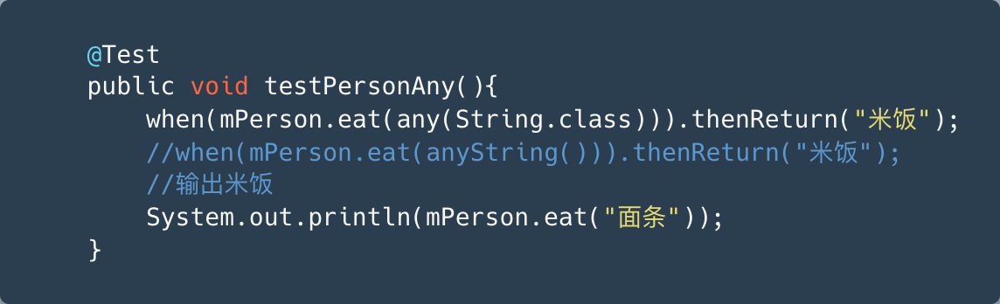 @Test
public void testPersonAny(){
    when(mPerson.eat(any(String.class))).thenReturn("米饭");
    //when(mPerson.eat(anyString())).thenReturn("米饭");
    //输出米饭
    System.out.println(mPerson.eat("面条"));
}